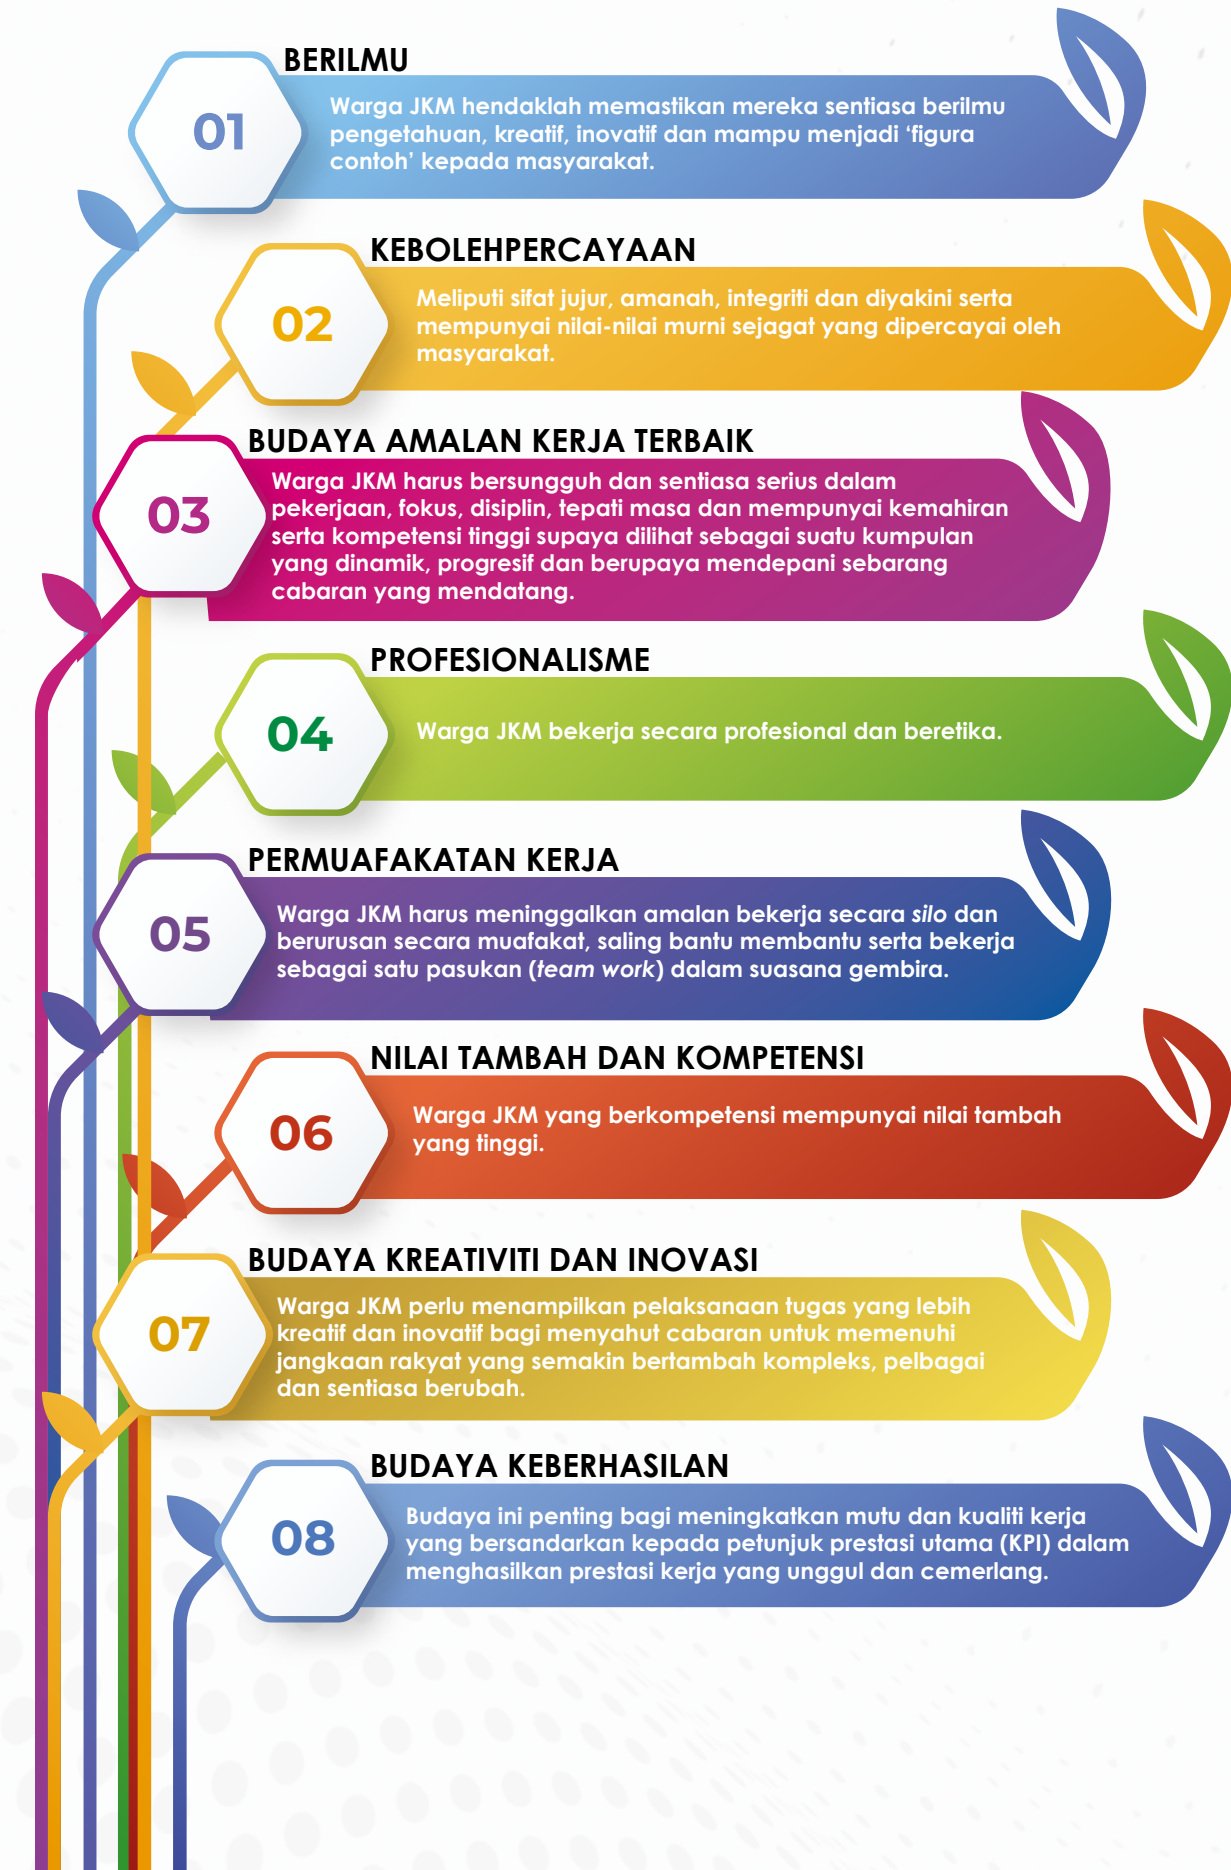 01
BERILMU
Warga JKM hendaklah memastikan mereka sentiasa berilmu
pengetahuan, kreatif, inovatif dan mampu menjadi ‘figura
contoh’ kepada masyarakat.
02
KEBOLEHPERCAYAAN
Meliputi sifat jujur, amanah, integriti dan diyakini serta
mempunyai nilai-nilai murni sejagat yang dipercayai oleh
masyarakat.
03
BUDAYA AMALAN KERJA TERBAIK
Warga JKM harus bersungguh dan sentiasa serius dalam
pekerjaan, fokus, disiplin, tepati masa dan mempunyai kemahiran
serta kompetensi tinggi supaya dilihat sebagai suatu kumpulan
yang dinamik, progresif dan berupaya mendepani sebarang
cabaran yang mendatang.
04
PROFESIONALISME
Warga JKM bekerja secara profesional dan beretika.
05
PERMUAFAKATAN KERJA
Warga JKM harus meninggalkan amalan bekerja secara silo dan
berurusan secara muafakat, saling bantu membantu serta bekerja
sebagai satu pasukan (team work) dalam suasana gembira.
06
NILAI TAMBAH DAN KOMPETENSI
Warga JKM yang berkompetensi mempunyai nilai tambah
yang tinggi.
07
BUDAYA KREATIVITI DAN INOVASI
Warga JKM perlu menampilkan pelaksanaan tugas yang lebih
kreatif dan inovatif bagi menyahut cabaran untuk memenuhi
jangkaan rakyat yang semakin bertambah kompleks, pelbagai
dan sentiasa berubah.
08
BUDAYA KEBERHASILAN
Budaya ini penting bagi meningkatkan mutu dan kualiti kerja
yang bersandarkan kepada petunjuk prestasi utama (KPI) dalam
menghasilkan prestasi kerja yang unggul dan cemerlang.